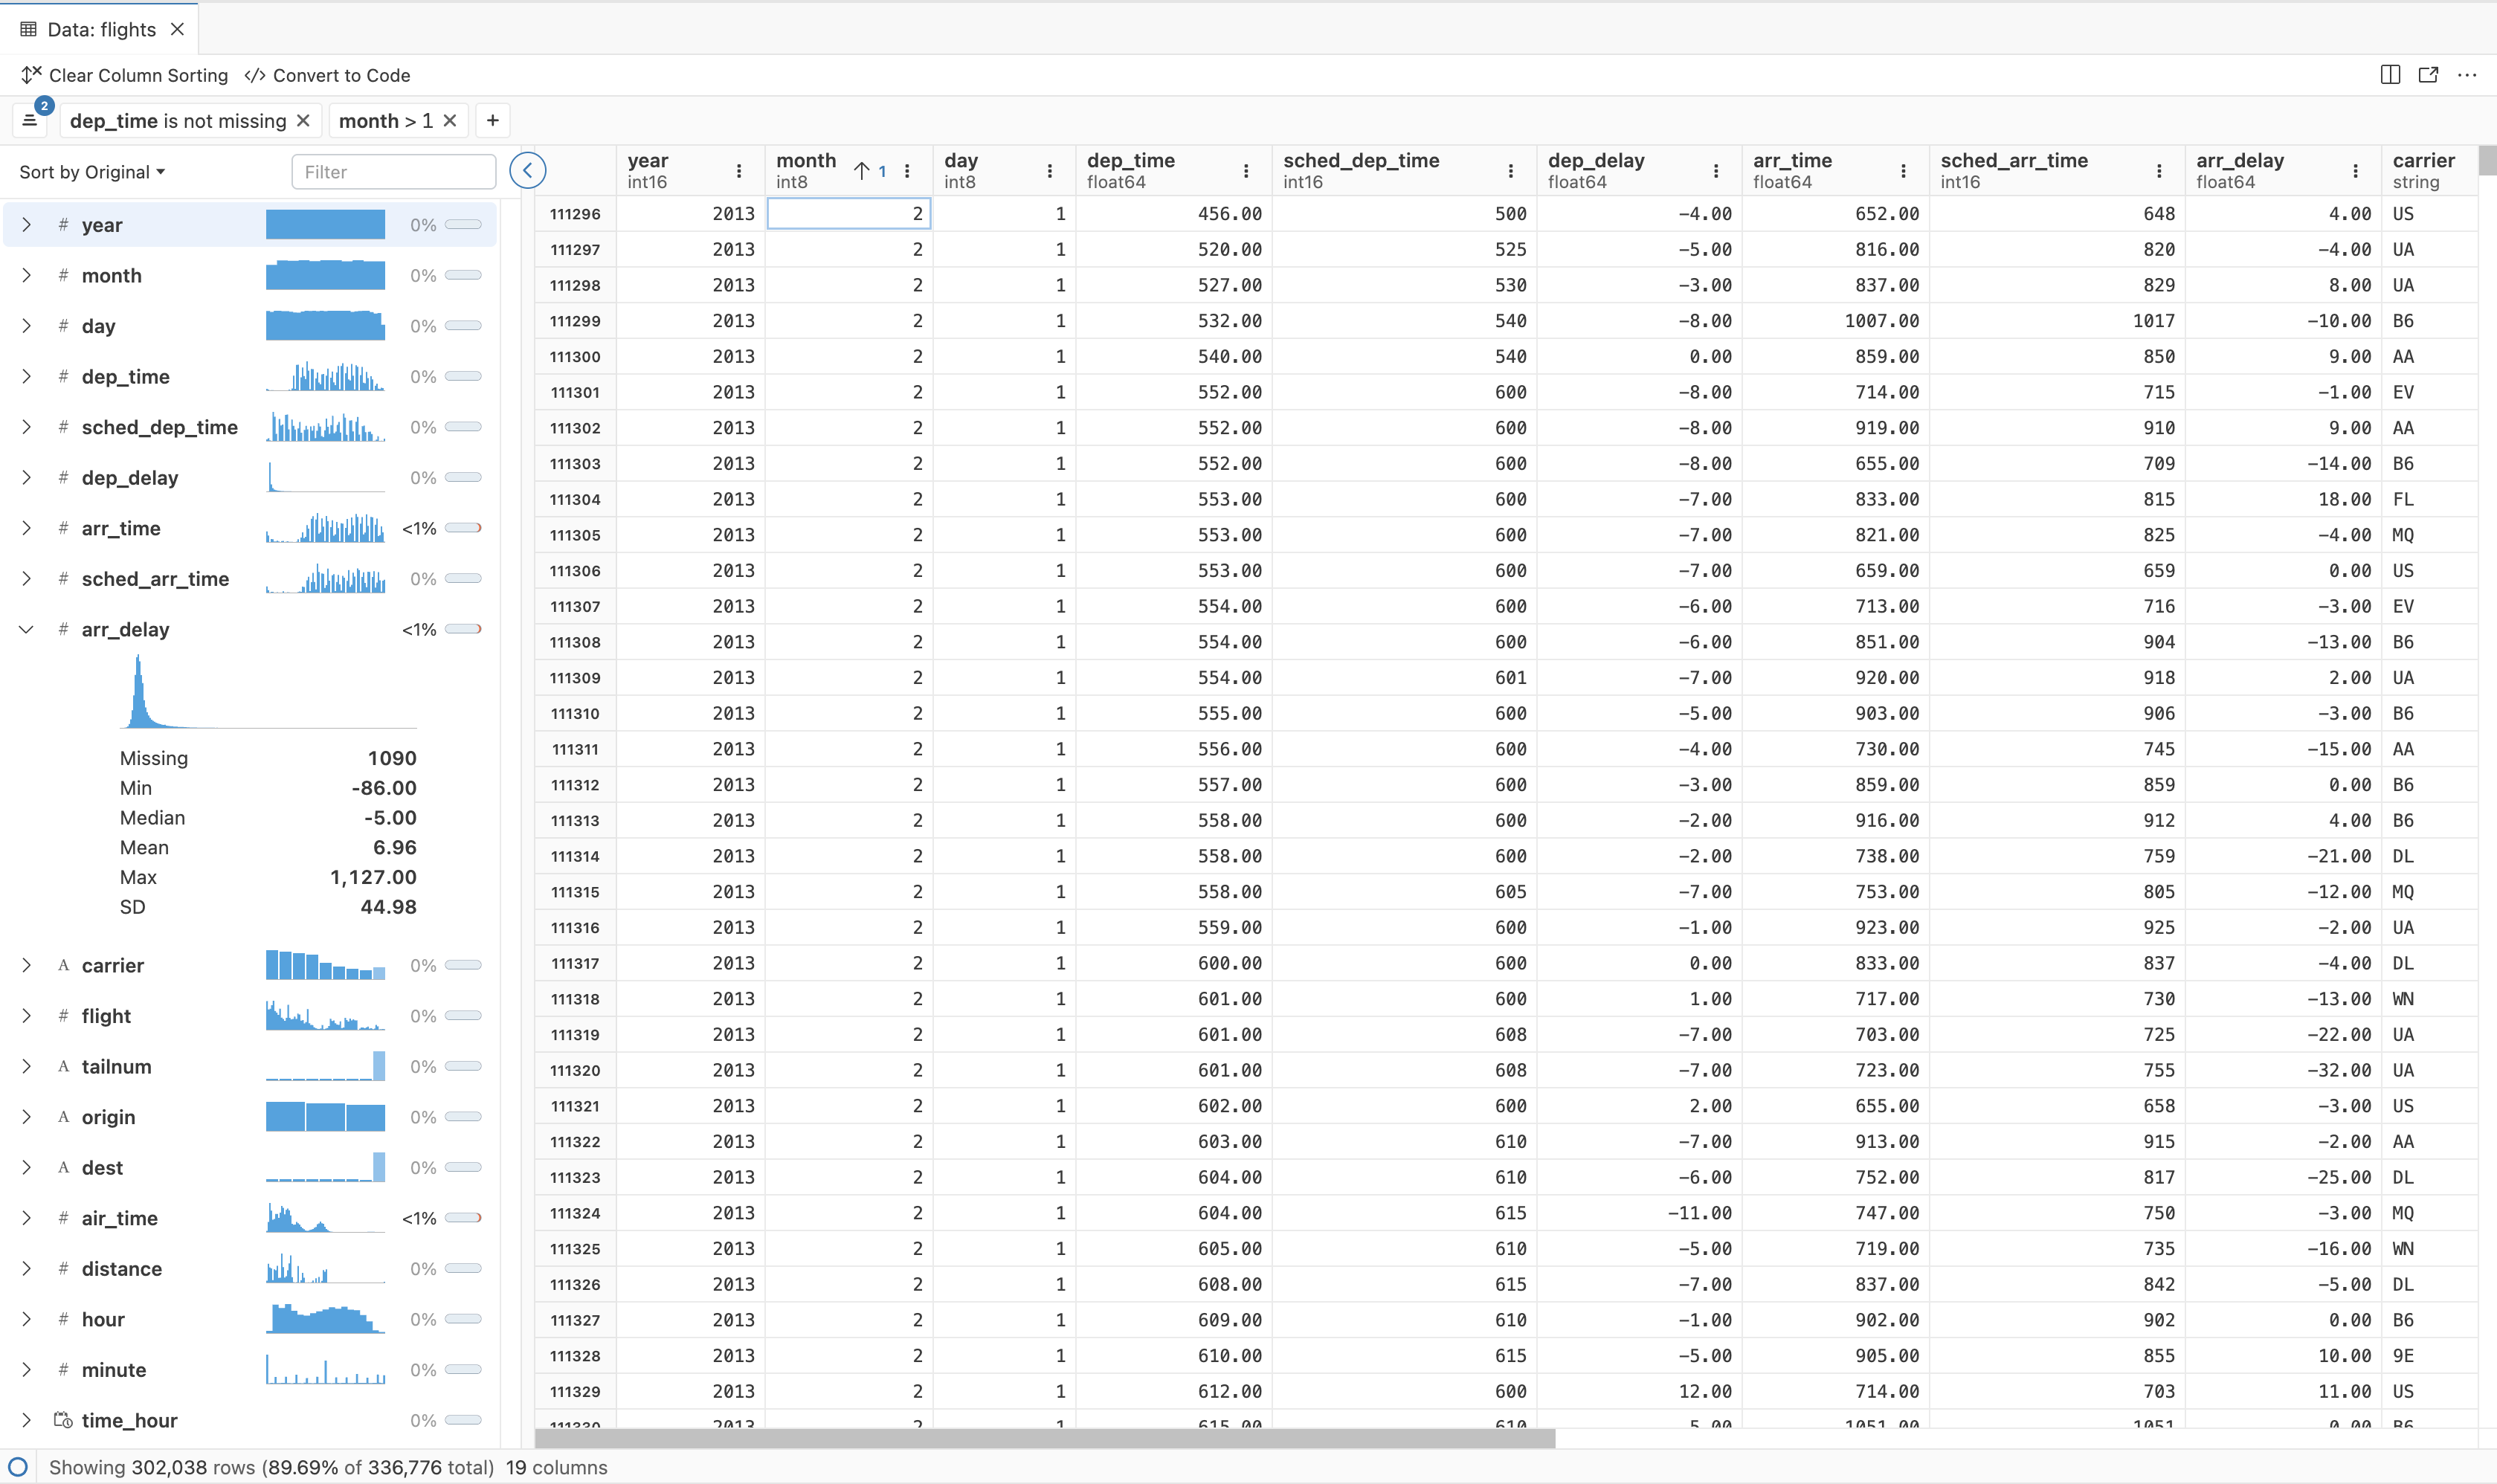 Data: flights
Clear Column Sorting </> Convert to Code
2
dep_time is not missing
month > 1
+
Sort by Original
Filter
# year 0%
# month 0%
# day 0%
# dep_time 0%
# sched_dep_time 0%
# dep_delay 0%
# arr_time <1%
# sched_arr_time 0%
# arr_delay <1%
Missing 1090
Min -86.00
Median -5.00
Mean 6.96
Max 1,127.00
SD 44.98
A carrier 0%
# flight 0%
A tailnum 0%
A origin 0%
A dest 0%
# air_time <1%
# distance 0%
# hour 0%
# minute 0%
time_hour 0%
year month 1 day dep_time sched_dep_time dep_delay arr_time sched_arr_time arr_delay carrier
int16 int8 int8 float64 int16 float64 float64 int16 float64 string
111296 2013 2 1 456.00 500 −4.00 652.00 648 4.00 US
111297 2013 2 1 520.00 525 −5.00 816.00 820 −4.00 UA
111298 2013 2 1 527.00 530 −3.00 837.00 829 8.00 UA
111299 2013 2 1 532.00 540 −8.00 1007.00 1017 −10.00 B6
111300 2013 2 1 540.00 540 0.00 859.00 850 9.00 AA
111301 2013 2 1 552.00 600 −8.00 714.00 715 −1.00 EV
111302 2013 2 1 552.00 600 −8.00 919.00 910 9.00 AA
111303 2013 2 1 552.00 600 −8.00 655.00 709 −14.00 B6
111304 2013 2 1 553.00 600 −7.00 833.00 815 18.00 FL
111305 2013 2 1 553.00 600 −7.00 821.00 825 −4.00 MQ
111306 2013 2 1 553.00 600 −7.00 659.00 659 0.00 US
111307 2013 2 1 554.00 600 −6.00 713.00 716 −3.00 EV
111308 2013 2 1 554.00 600 −6.00 851.00 904 −13.00 B6
111309 2013 2 1 554.00 601 −7.00 920.00 918 2.00 UA
111310 2013 2 1 555.00 600 −5.00 903.00 906 −3.00 B6
111311 2013 2 1 556.00 600 −4.00 730.00 745 −15.00 AA
111312 2013 2 1 557.00 600 −3.00 859.00 859 0.00 B6
111313 2013 2 1 558.00 600 −2.00 916.00 912 4.00 B6
111314 2013 2 1 558.00 600 −2.00 738.00 759 −21.00 DL
111315 2013 2 1 558.00 605 −7.00 753.00 805 −12.00 MQ
111316 2013 2 1 559.00 600 −1.00 923.00 925 −2.00 UA
111317 2013 2 1 600.00 600 0.00 833.00 837 −4.00 DL
111318 2013 2 1 601.00 600 1.00 717.00 730 −13.00 WN
111319 2013 2 1 601.00 608 −7.00 703.00 725 −22.00 UA
111320 2013 2 1 601.00 608 −7.00 723.00 755 −32.00 UA
111321 2013 2 1 602.00 600 2.00 655.00 658 −3.00 US
111322 2013 2 1 603.00 610 −7.00 913.00 915 −2.00 AA
111323 2013 2 1 604.00 610 −6.00 752.00 817 −25.00 DL
111324 2013 2 1 604.00 615 −11.00 747.00 750 −3.00 MQ
111325 2013 2 1 605.00 610 −5.00 719.00 735 −16.00 WN
111326 2013 2 1 608.00 615 −7.00 837.00 842 −5.00 DL
111327 2013 2 1 609.00 610 −1.00 902.00 902 0.00 B6
111328 2013 2 1 610.00 615 −5.00 905.00 855 10.00 9E
111329 2013 2 1 612.00 600 12.00 714.00 703 11.00 US
111330 2013 2 1 615.00 610 5.00 1051.00 1051 0.00 B6
Showing 302,038 rows (89.69% of 336,776 total) 19 columns